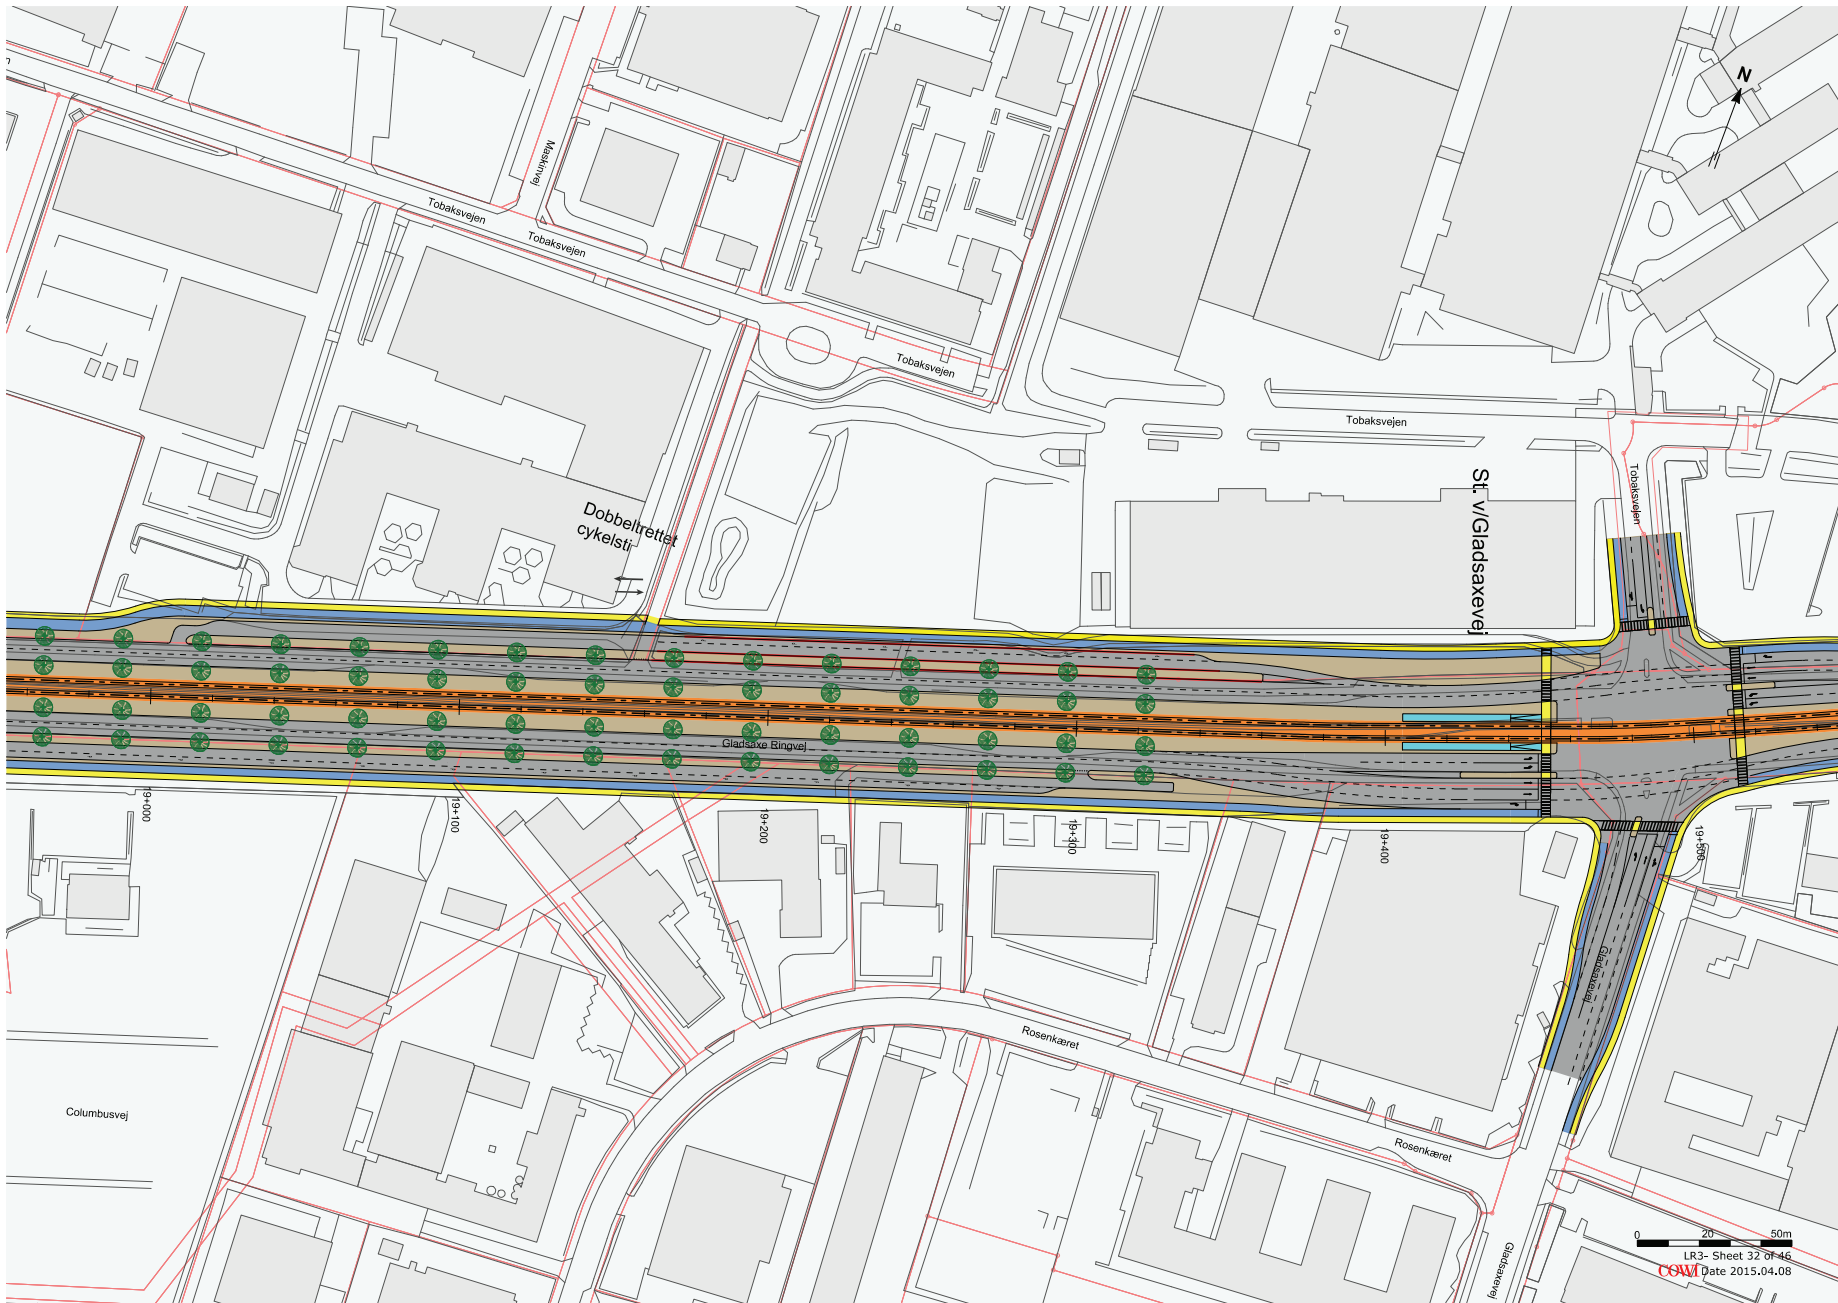 n
N
Maskinvej
Tobaksvejen
Tobaksvejen
Tobaksvejen
Tobaksvejen
Tobaksvejen
St. v/Gladsaxevej
Dobbeltrettet
cykelsti
Gladsaxe Ringvej
19+000
19+100
19+200
19+300
19+400
19+500
Gladsaxevej
Rosenkæret
Columbusvej
Rosenkæret
Gladsaxevej
0 20 50m
LR3- Sheet 32 of 46
COWI Date 2015.04.08